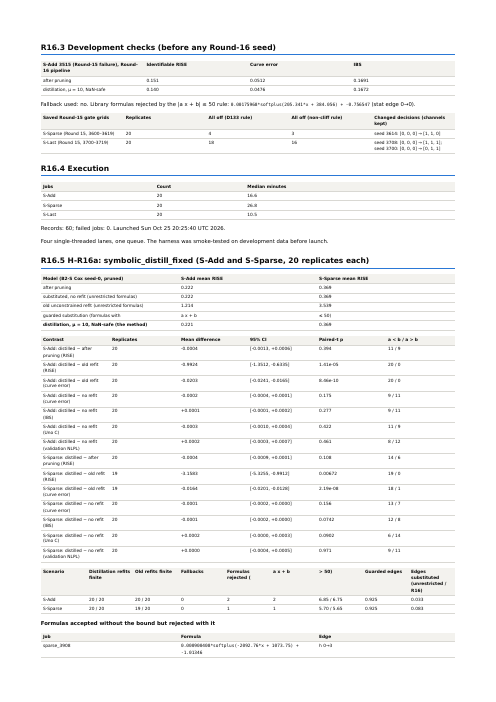 R16.3 Development checks (before any Round-16 seed)
S-Add 3515 (Round-15 failure), Round-16 pipeline Identifiable RISE Curve error IBS
after pruning 0.151 0.0512 0.1691
distillation, μ = 10, NaN-safe 0.140 0.0476 0.1672
Fallback used: no. Library formulas rejected by the |a x + b| ≤ 50 rule: 0.00175968*softplus(205.341*x + 384.056) + -0.756547 (stat edge 0→0).
Saved Round-15 gate grids Replicates All off (D133 rule) All off (non-cliff rule) Changed decisions (channels kept)
S-Sparse (Round 15, 3600-3619) 20 4 3 seed 3614: [0, 0, 0]→[1, 1, 0]
S-Last (Round 15, 3700-3719) 20 18 16 seed 3700: [0, 0, 0]→[1, 0, 0]; seed 3708: [0, 0, 0]→[1, 0, 0]
R16.4 Execution
Jobs Count Median minutes
S-Add 20 16.6
S-Sparse 20 26.8
S-Last 20 10.5
Records: 60; failed jobs: 0. Launched Sun Oct 25 20:25:40 UTC 2026.
Four single-threaded lanes, one queue. The harness was smoke-tested on development data before launch.
R16.5 H-R16a: symbolic_distill_fixed (S-Add and S-Sparse, 20 replicates each)
Model (B2-S Cox seed-0, pruned) S-Add mean RISE S-Sparse mean RISE
after pruning 0.222 0.369
substituted, no refit (unrestricted formulas) 0.222 0.369
old unconstrained refit (unrestricted formulas) 1.214 3.539
guarded substitution (formulas with a x + b ≤ 50)
distillation, μ = 10, NaN-safe (the method) 0.221 0.369
Contrast Replicates Mean difference 95% CI Paired-t p a < b / a > b
S-Add: distilled − after pruning (RISE) 20 -0.0004 [-0.0013, +0.0006] 0.394 11 / 9
S-Add: distilled − old refit (RISE) 20 -0.9924 [-1.3512, -0.6335] 1.41e-05 20 / 0
S-Add: distilled − old refit (curve error) 20 -0.0203 [-0.0241, -0.0165] 8.46e-10 20 / 0
S-Add: distilled − no refit (curve error) 20 -0.0002 [-0.0004, +0.0001] 0.175 9 / 11
S-Add: distilled − no refit (IBS) 20 +0.0001 [-0.0001, +0.0002] 0.277 9 / 11
S-Add: distilled − no refit (Uno C) 20 -0.0003 [-0.0010, +0.0004] 0.422 11 / 9
S-Add: distilled − no refit (validation NLPL) 20 +0.0002 [-0.0003, +0.0007] 0.461 8 / 12
S-Sparse: distilled − after pruning (RISE) 20 -0.0004 [-0.0009, +0.0001] 0.108 14 / 6
S-Sparse: distilled − old refit (RISE) 19 -3.1583 [-5.3255, -0.9912] 0.00672 19 / 0
S-Sparse: distilled − old refit (curve error) 19 -0.0164 [-0.0201, -0.0128] 2.19e-08 18 / 1
S-Sparse: distilled − no refit (curve error) 20 -0.0001 [-0.0002, +0.0000] 0.156 13 / 7
S-Sparse: distilled − no refit (IBS) 20 -0.0001 [-0.0002, +0.0000] 0.0742 12 / 8
S-Sparse: distilled − no refit (Uno C) 20 +0.0002 [-0.0000, +0.0003] 0.0902 6 / 14
S-Sparse: distilled − no refit (validation NLPL) 20 +0.0000 [-0.0004, +0.0004] 0.971 9 / 11
Scenario Distillation refits finite Old refits finite Fallbacks Formulas rejected ( a x + b > 50) Guarded edges Edges substituted (unrestricted / R16)
S-Add 20 / 20 20 / 20 0 2 2 6.85 / 6.75 0.925 0.033
S-Sparse 20 / 20 19 / 20 0 1 1 5.70 / 5.65 0.925 0.083
Formulas accepted without the bound but rejected with it
Job Formula Edge
sparse_3908 + -1.01346 h 0→3